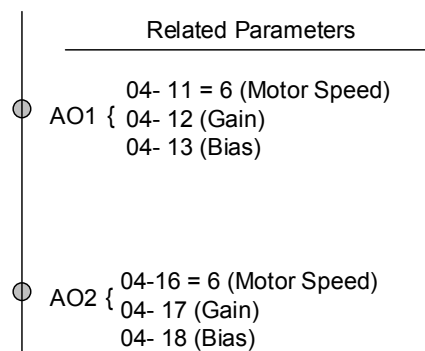 Related Parameters
04- 11 = 6 (Motor Speed)
AO1 { 04- 12 (Gain)
04- 13 (Bias)
04-16 = 6 (Motor Speed)
AO2 { 04- 17 (Gain)
04- 18 (Bias)